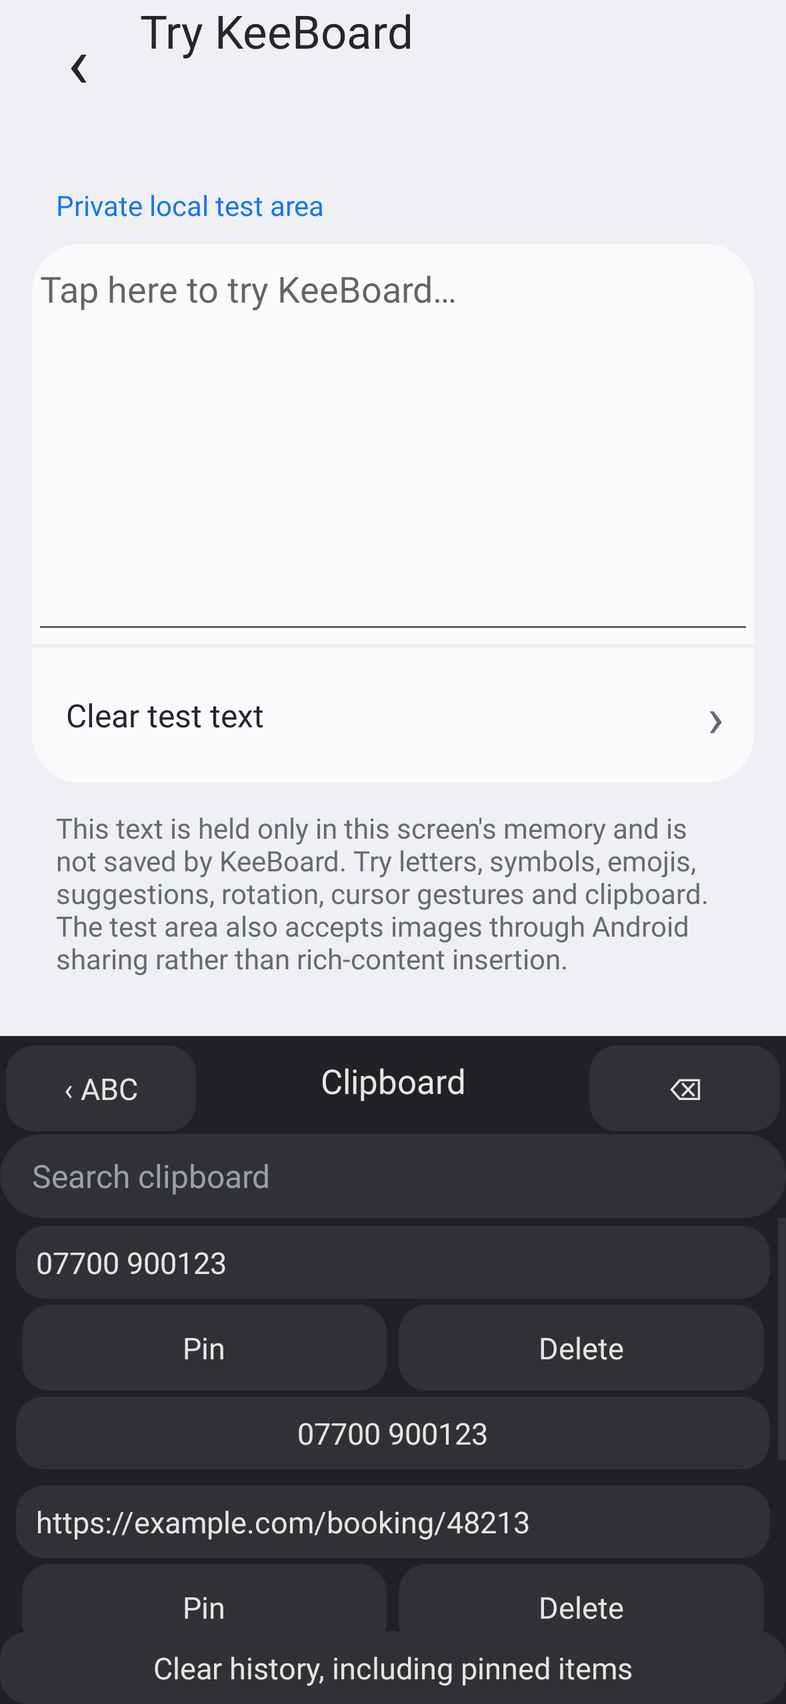 Try KeeBoard
‹
Private local test area
Tap here to try KeeBoard...
Clear test text ›
This text is held only in this screen's memory and is
not saved by KeeBoard. Try letters, symbols, emojis,
suggestions, rotation, cursor gestures and clipboard.
The test area also accepts images through Android
sharing rather than rich-content insertion.
‹ ABC Clipboard ⌫
Search clipboard
07700 900123
Pin Delete
07700 900123
https://example.com/booking/48213
Pin Delete
Clear history, including pinned items